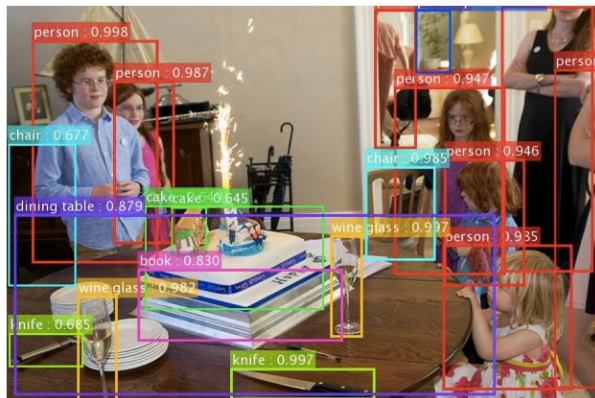 person : 0.998
person : 0.987
person : 0.947
person
chair : 0.677
chair : 0.985
person : 0.946
cake
cake
0.645
dining table : 0.879
wine glass : 0.997
person : 0.935
book : 0.830
wine glass : 0.982
knife : 0.685
knife : 0.997